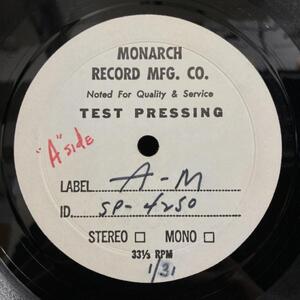 MONARCH
RECORD MFG. CO.
Noted For Quality & Service
TEST PRESSING
"A" side
LABEL A-M
ID. SP-4250
STEREO □ MONO □
33⅓ RPM
1/31